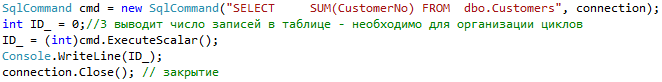 SqlCommand cmd = new SqlCommand("SELECT     SUM(CustomerNo) FROM  dbo.Customers", connection);
int ID_ = 0;//3 выводит число записей в таблице - необходимо для организации циклов
ID_ = (int)cmd.ExecuteScalar();
Console.WriteLine(ID_);
connection.Close(); // закрытие